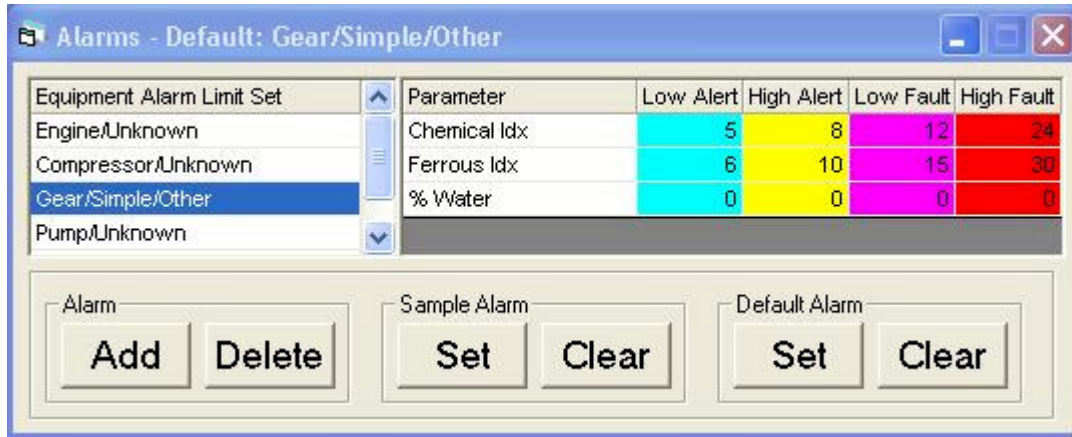 Alarms - Default: Gear/Simple/Other
Equipment Alarm Limit Set
Engine/Unknown
Compressor/Unknown
Gear/Simple/Other
Pump/Unknown
Parameter Low Alert High Alert Low Fault High Fault
Chemical Idx 5 8 12 24
Ferrous Idx 6 10 15 30
% Water 0 0 0 0
Alarm
Add Delete
Sample Alarm
Set Clear
Default Alarm
Set Clear